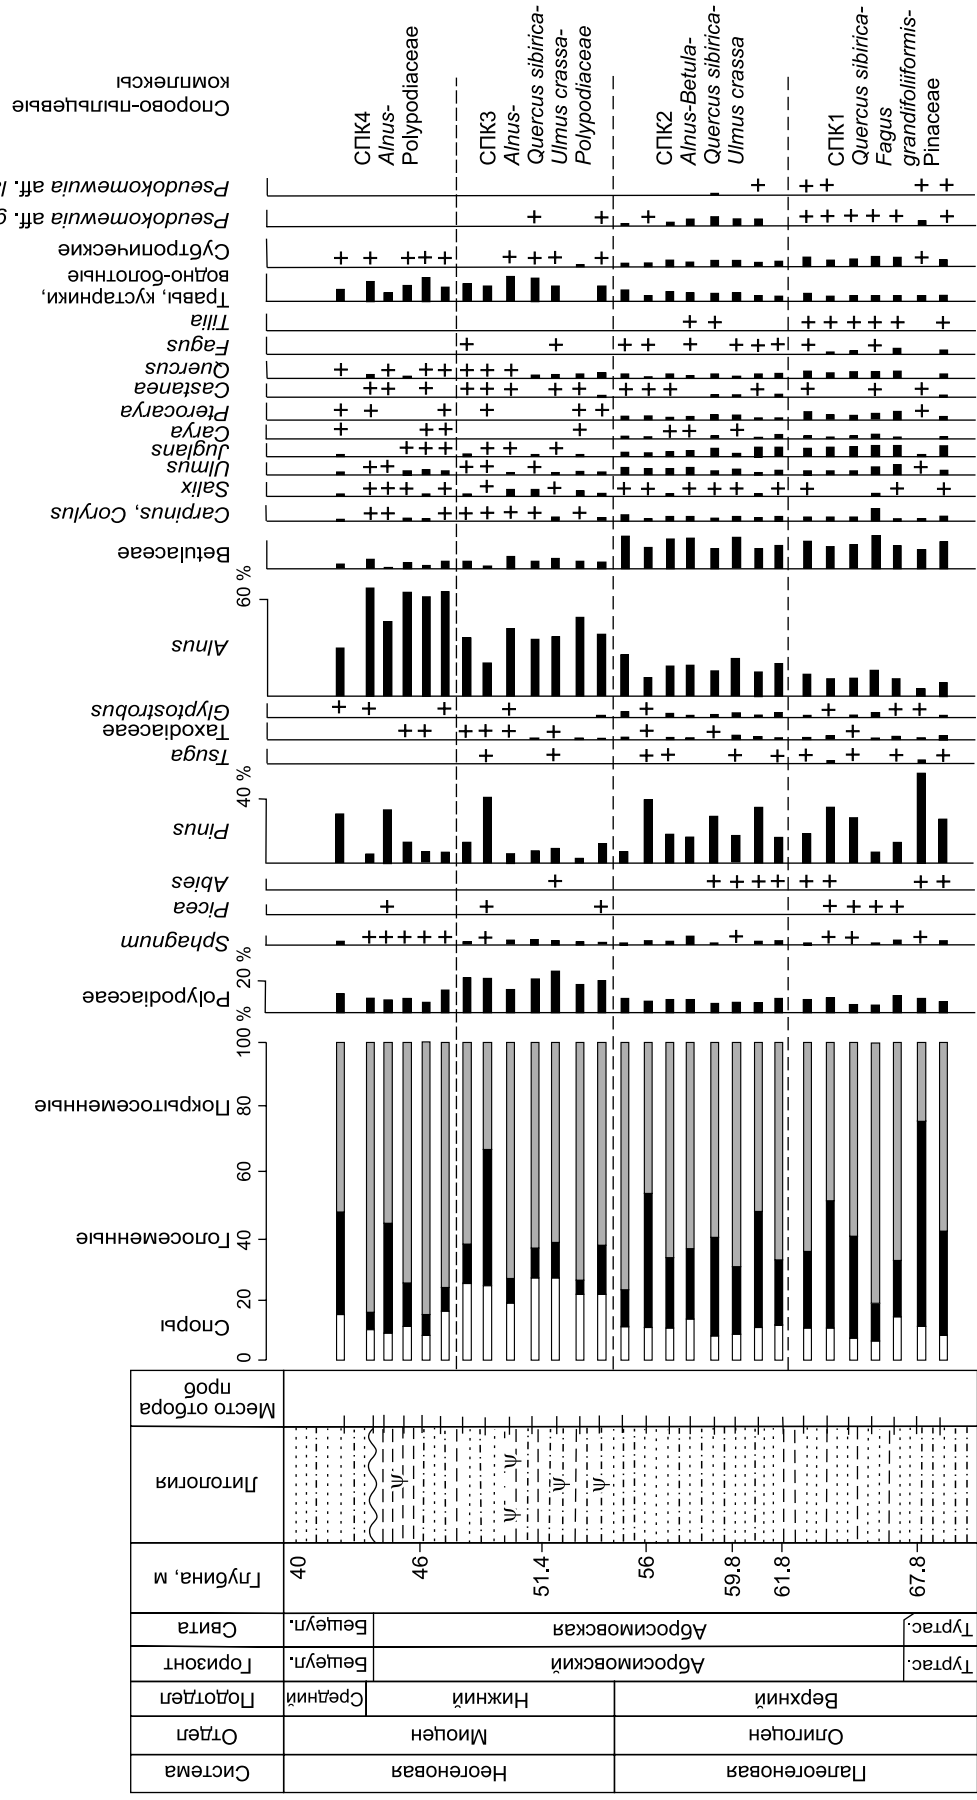 Система
Неогеновая
Палеогеновая
Отдел
Миоцен
Олигоцен
Подотдел
Средний
Нижний
Верхний
Горизонт
Бещеул.
Абросимовский
Туртас.
Свита
Бещеул.
Абросимовская
Туртас.
Глубина, м
40
46
51.4
56
59.8
61.8
67.8
Литология
Место отбора
проб
Споры
Голосеменные
Покрытосеменные
0
20
40
60
80
100 %
Polypodiaceae
20 %
Sphagnum
Picea
Abies
Pinus
40 %
Tsuga
Taxodiaceae
Glyptostrobus
Alnus
60 %
Betulaceae
Carpinus, Corylus
Salix
Ulmus
Juglans
Carya
Pterocarya
Castanea
Quercus
Fagus
Tilia
Травы, кустарники,
водно-болотные
Субтропические
Pseudokomewuia aff. g
Pseudokomewuia aff.
Спорово-пыльцевые
комплексы
СПК4
Alnus-
Polypodiaceae
СПК3
Alnus-
Quercus sibirica-
Ulmus crassa-
Polypodiaceae
СПК2
Alnus-Betula-
Quercus sibirica-
Ulmus crassa
СПК1
Quercus sibirica-
Fagus
grandifoliiformis-
Pinaceae